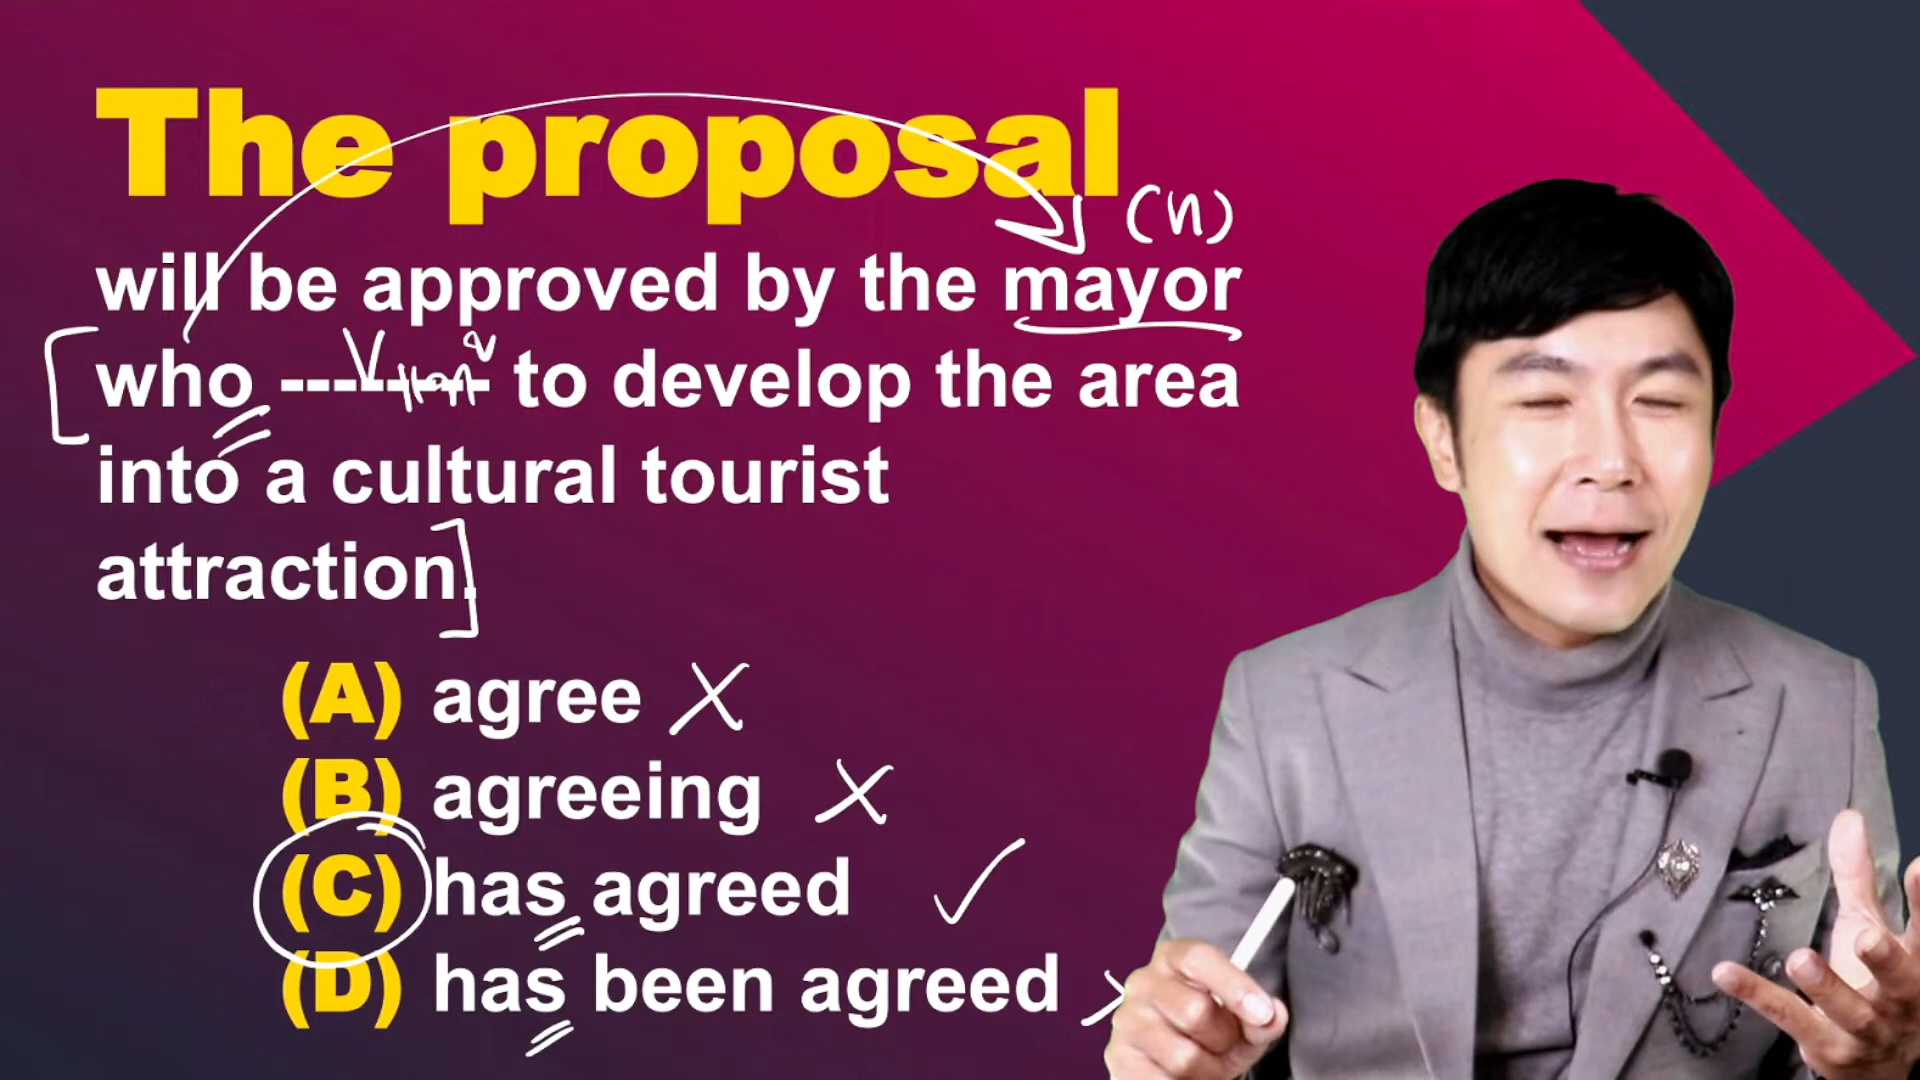 The proposal
(n)
will be approved by the mayor
who -------- to develop the area
into a cultural tourist
attraction.
(A) agree X
(B) agreeing X
(C) has agreed ✓
(D) has been agreed